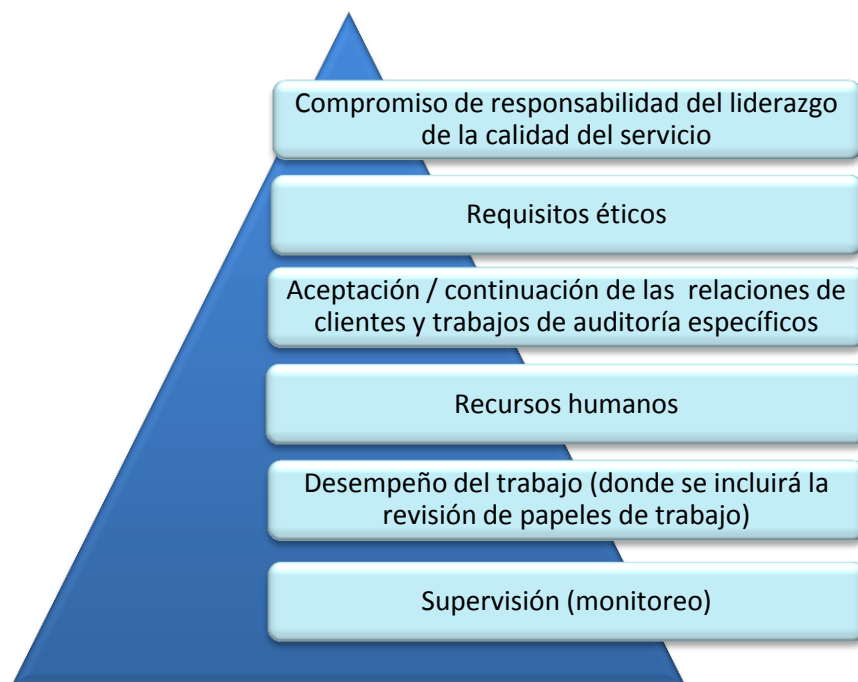 Compromiso de responsabilidad del liderazgo
de la calidad del servicio
Requisitos éticos
Aceptación / continuación de las relaciones de
clientes y trabajos de auditoría específicos
Recursos humanos
Desempeño del trabajo (donde se incluirá la
revisión de papeles de trabajo)
Supervisión (monitoreo)